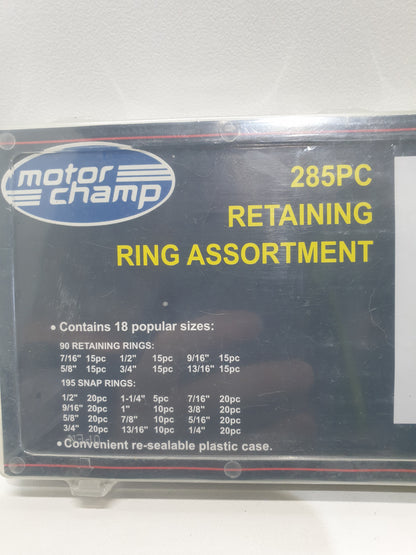 motor
champ
285PC
RETAINING
RING ASSORTMENT
• Contains 18 popular sizes:
90 RETAINING RINGS:
7/16" 15pc 1/2" 15pc 9/16" 15pc
5/8" 15pc 3/4" 15pc 13/16" 15pc
195 SNAP RINGS:
1/2" 20pc 1-1/4" 5pc 7/16" 20pc
9/16" 20pc 1" 10pc 3/8" 20pc
5/8" 20pc 7/8" 10pc 5/16" 20pc
3/4" 20pc 13/16" 10pc 1/4" 20pc
OPEN
• Convenient re-sealable plastic case.